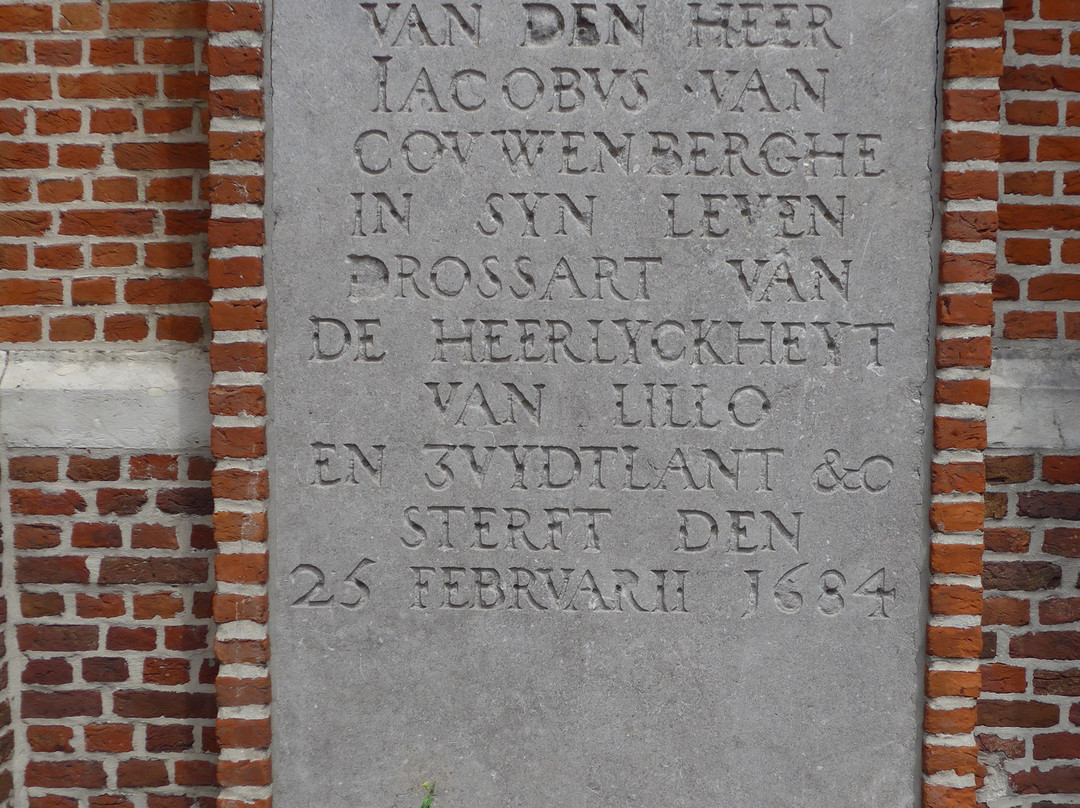 VAN DEN HEER
IACOBVS · VAN
COVWENBERGHE
IN SYN LEVEN
DROSSART VAN
DE HEERLYCKHEYT
VAN LILLO
EN 3VYDTLANT &c
STERFT DEN
25 FEBRVARII 1684